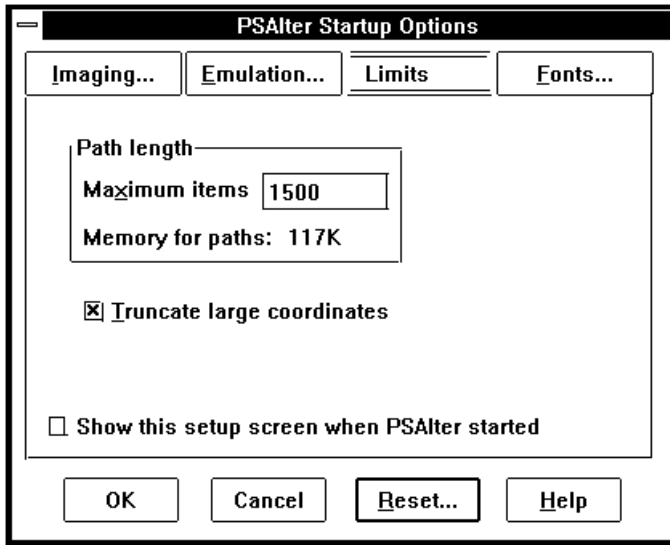 PSAlter Startup Options
Imaging... Emulation... Limits Fonts...
Path length
Maximum items 1500
Memory for paths: 117K
Truncate large coordinates
Show this setup screen when PSAlter started
OK Cancel Reset... Help